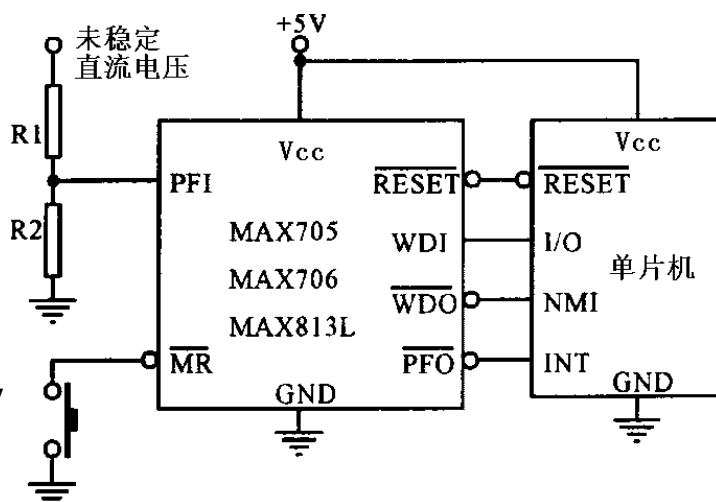 未稳定
直流电压
+5V
R1
R2
Vcc
PFI
RESET
MAX705
WDI
MAX706
WDO
MAX813L
MR
PFO
GND
Vcc
RESET
I/O
单片机
NMI
INT
GND